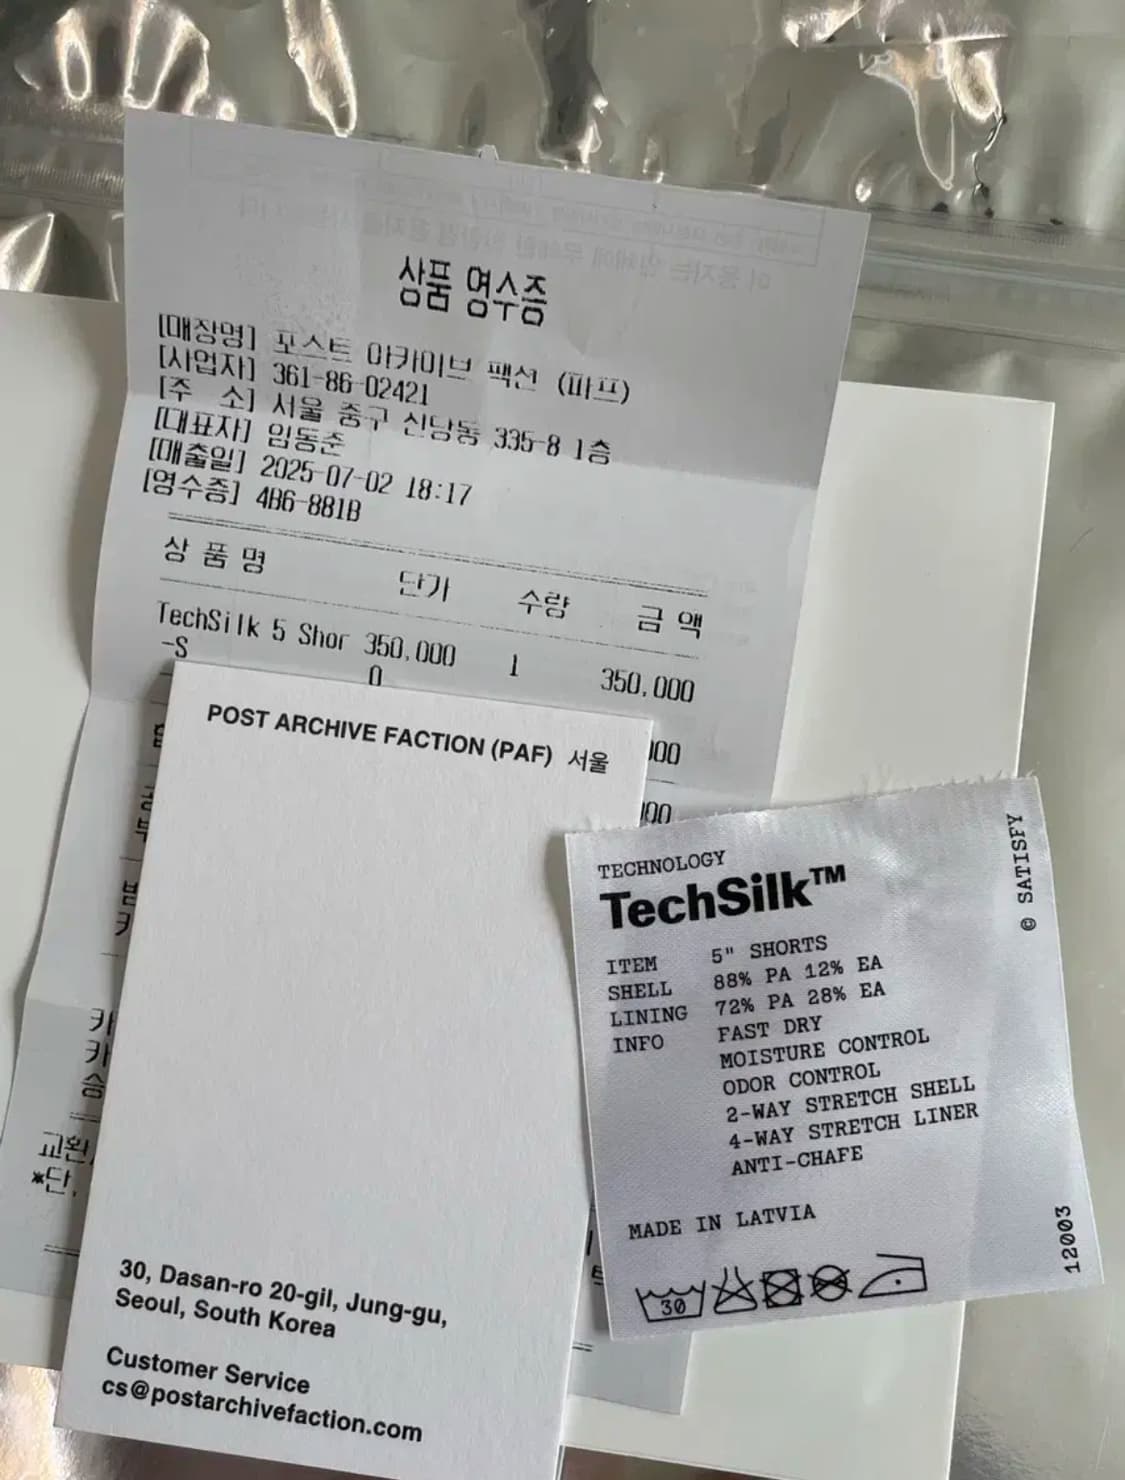 상품 영수증
[매장명] 포스트 아카이브 팩션 (파프)
[사업자] 361-86-02421
[주 소] 서울 중구 신당동 335-8 1층
[대표자] 임동준
[매출일] 2025-07-02 18:17
[영수증] 4B6-881B
상 품 명 단가 수량 금 액
TechSilk 5 Shor 350,000 1 350,000
-S 0
000
카
카
승
교환
*단,
POST ARCHIVE FACTION (PAF) 서울
30, Dasan-ro 20-gil, Jung-gu,
Seoul, South Korea
Customer Service
cs@postarchivefaction.com
TECHNOLOGY
TechSilk™
ITEM 5" SHORTS
SHELL 88% PA 12% EA
LINING 72% PA 28% EA
INFO FAST DRY
MOISTURE CONTROL
ODOR CONTROL
2-WAY STRETCH SHELL
4-WAY STRETCH LINER
ANTI-CHAFE
MADE IN LATVIA
30
© SATISFY
12003